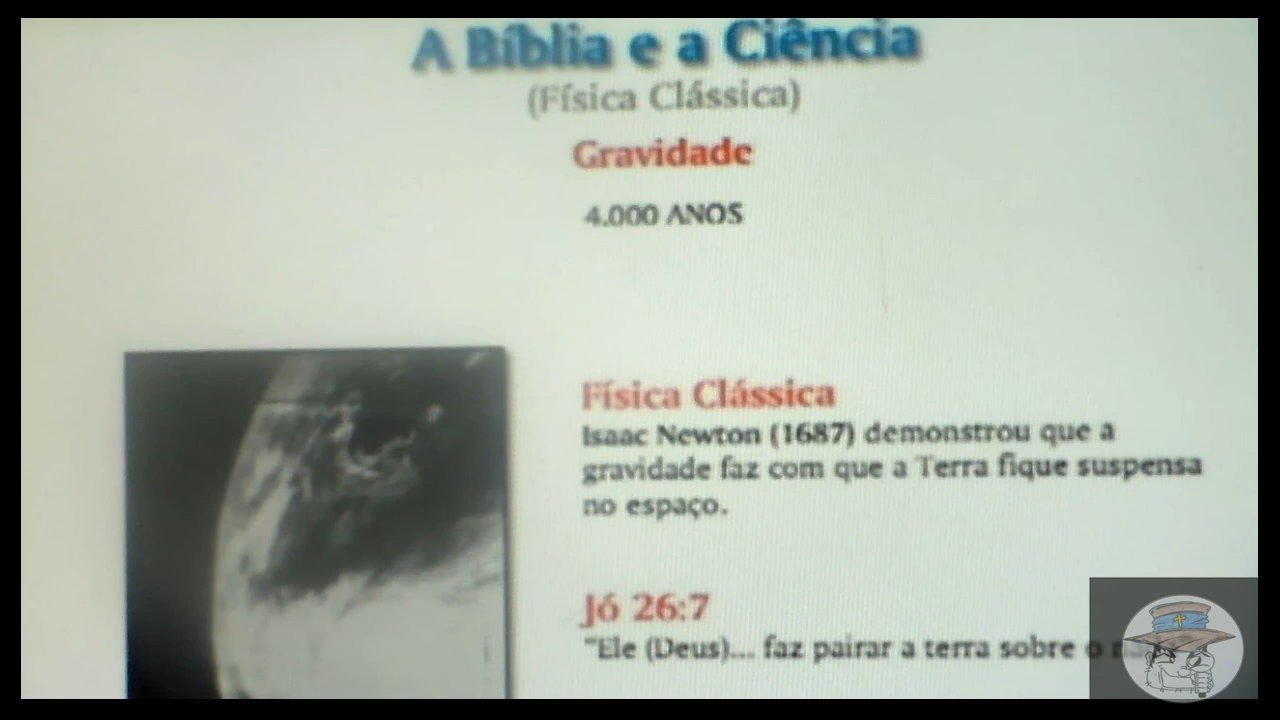 A Bíblia e a Ciência
(Física Clássica)
Gravidade
4.000 ANOS
Física Clássica
Isaac Newton (1687) demonstrou que a
gravidade faz com que a Terra fique suspensa
no espaço.
Jó 26:7
"Ele (Deus)... faz pairar a terra sobre o